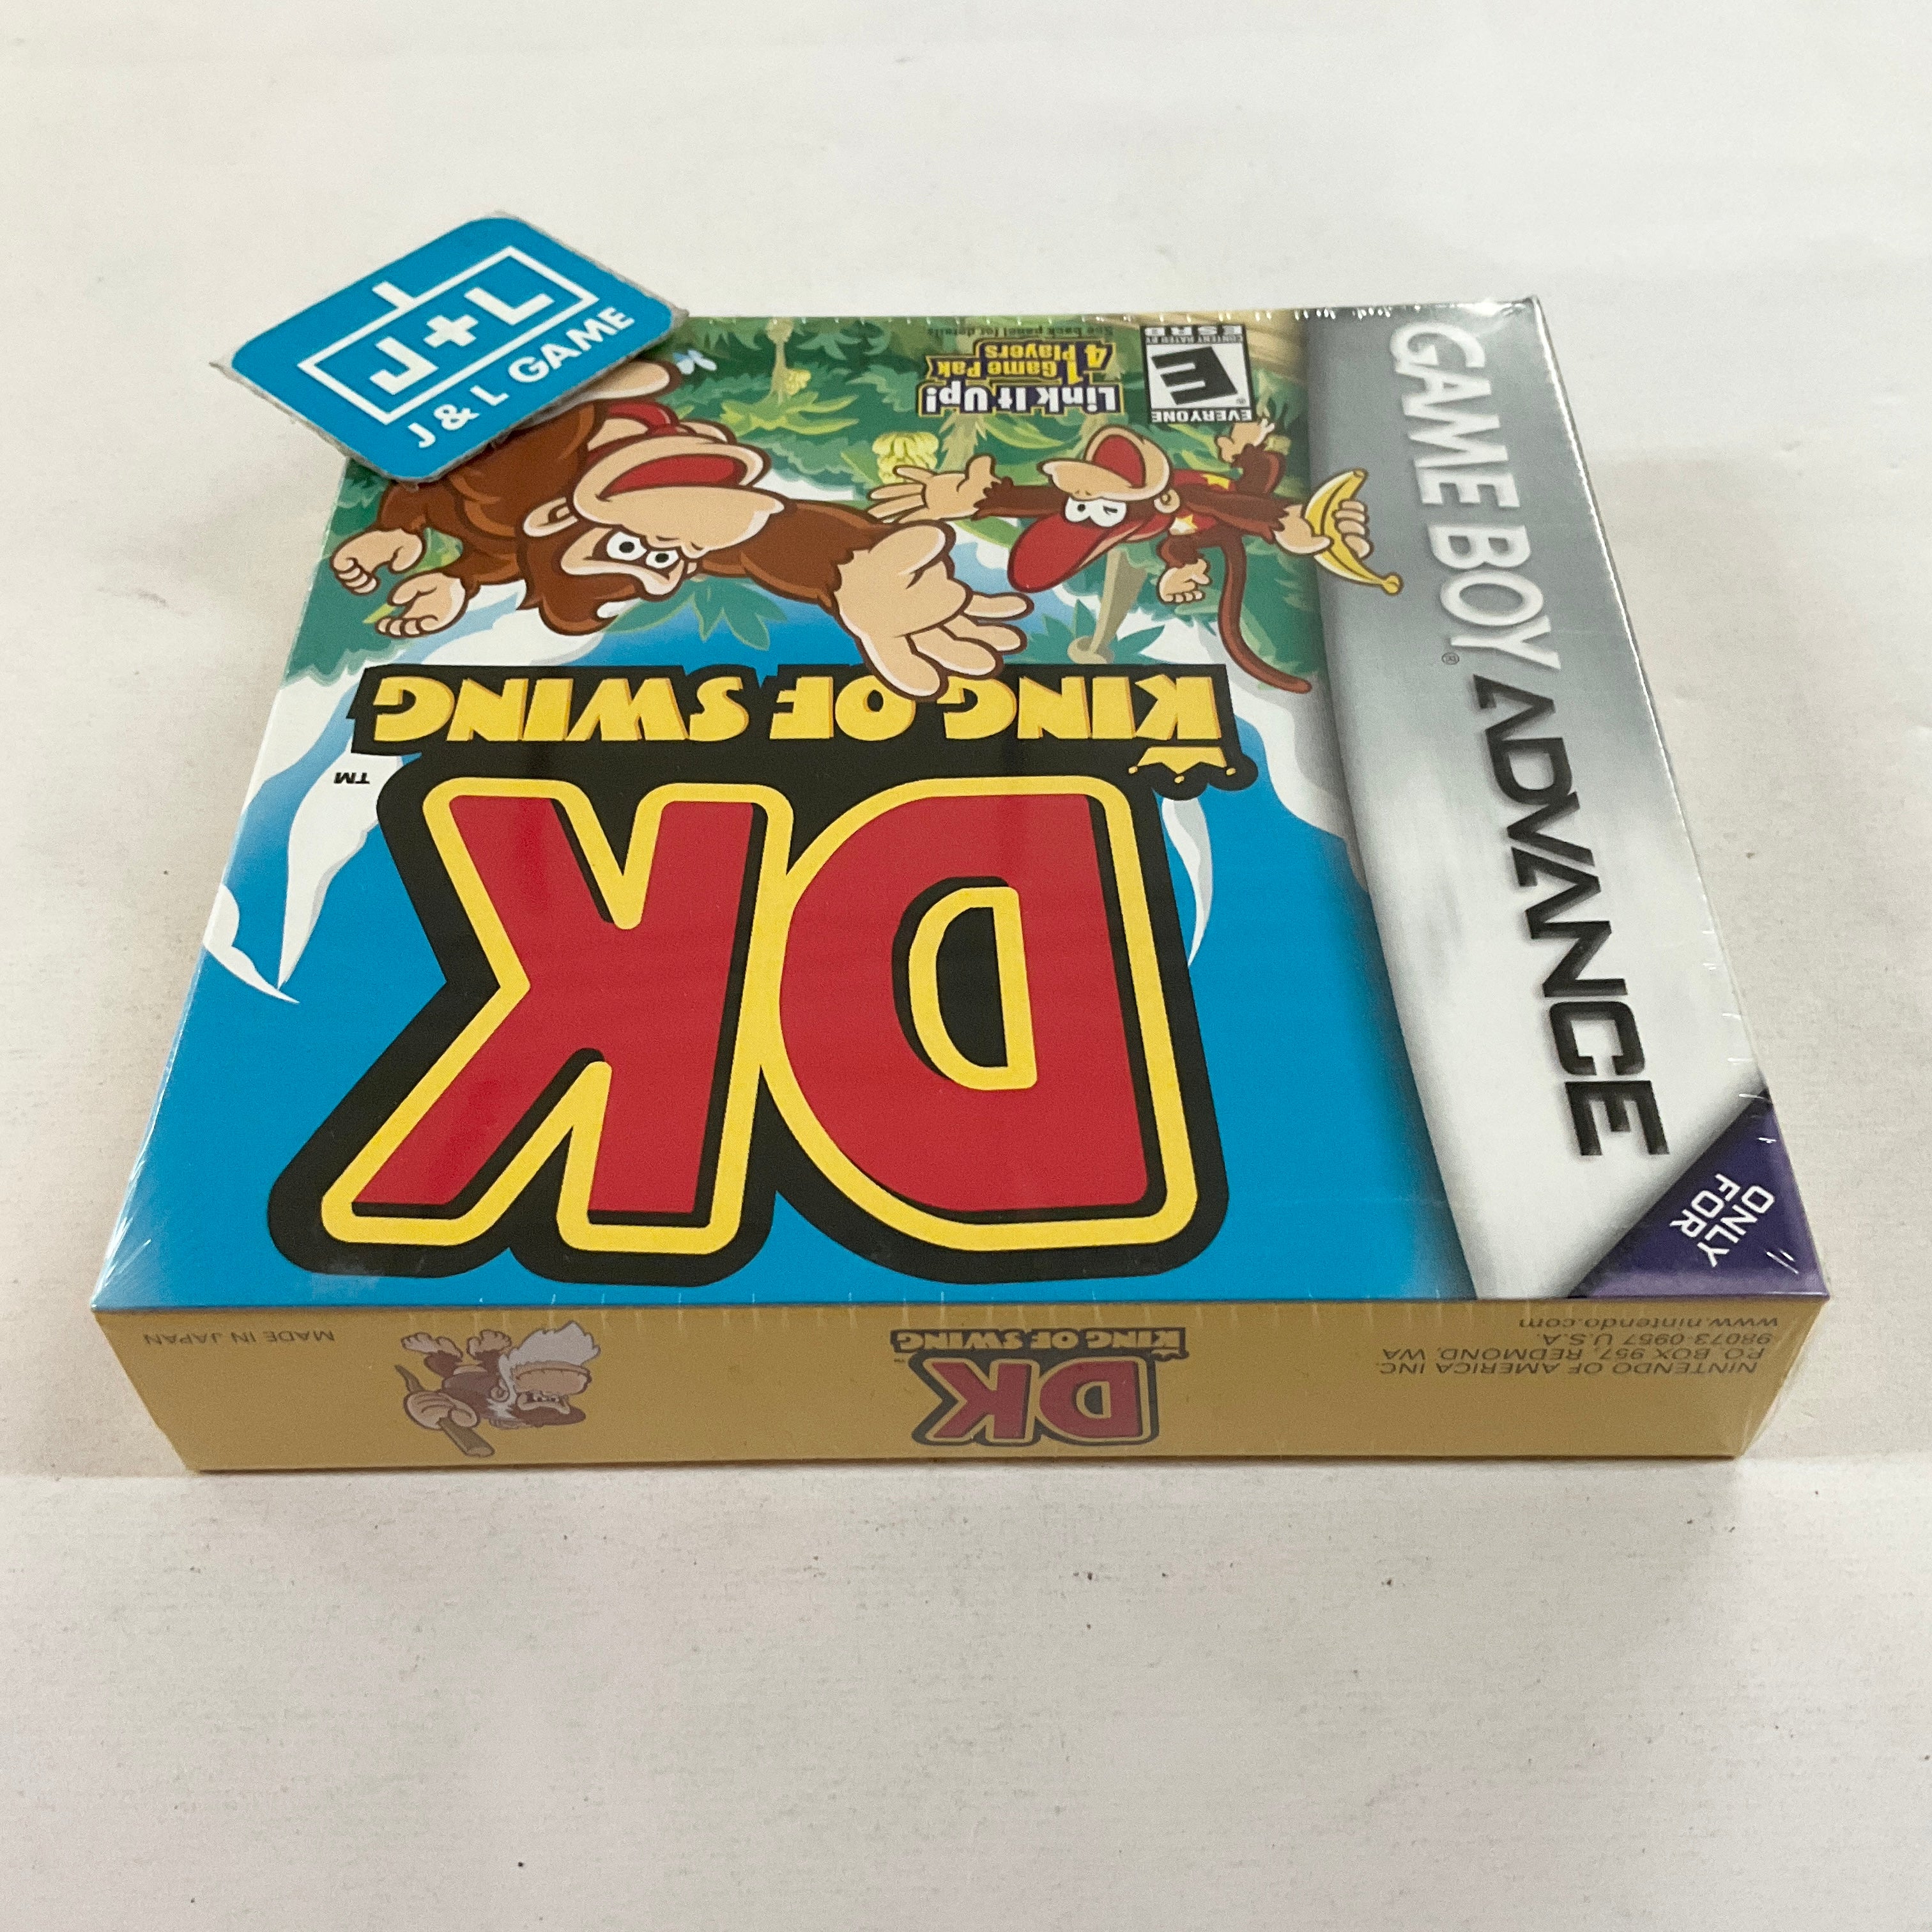 J+L
J & L GAME
GAME BOY ADVANCE
®
ONLY
FOR
DK
TM
KING OF SWING
EVERYONE
E
®
CONTENT RATED BY
ESRB
Link It Up!
1 Game Pak
4 Players
See back panel for details.
NINTENDO OF AMERICA INC.
P.O. BOX 957, REDMOND, WA
98073-0957 U.S.A.
www.nintendo.com
DK
TM
KING OF SWING
MADE IN JAPAN